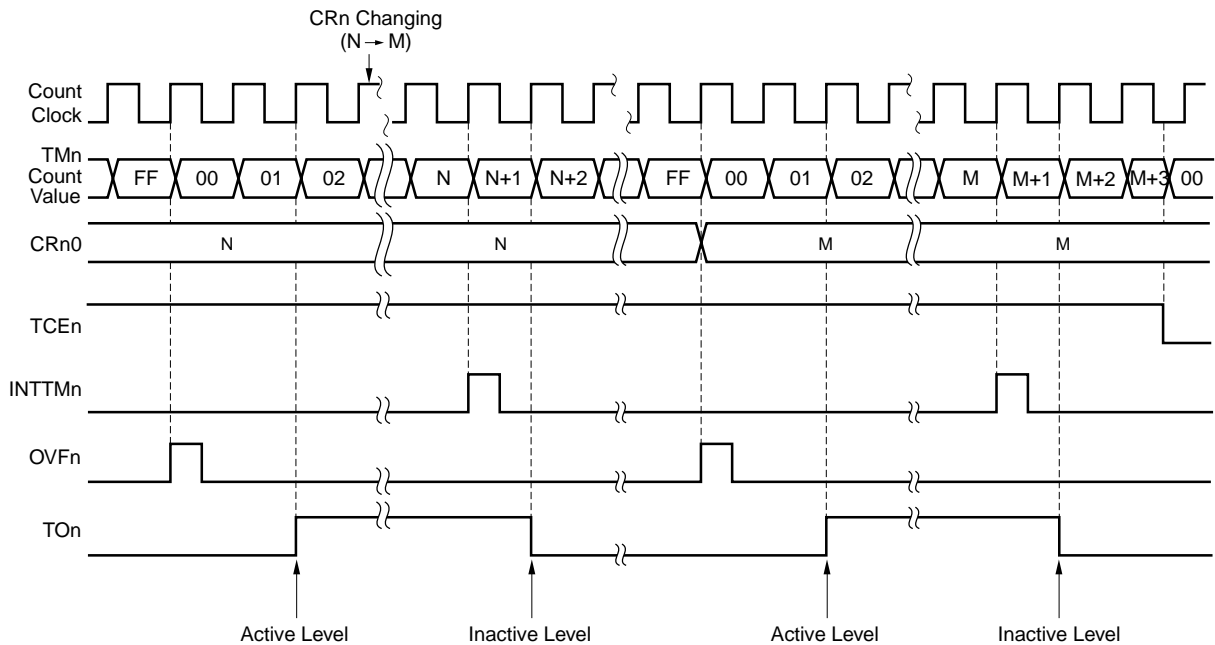 CRn Changing
(N → M)
Count
Clock
TMn
Count
Value
FF 00 01 02 N N+1 N+2 FF 00 01 02 M M+1 M+2 M+3 00
CRn0
N N M M
TCEn
INTTMn
OVFn
TOn
Active Level Inactive Level Active Level Inactive Level